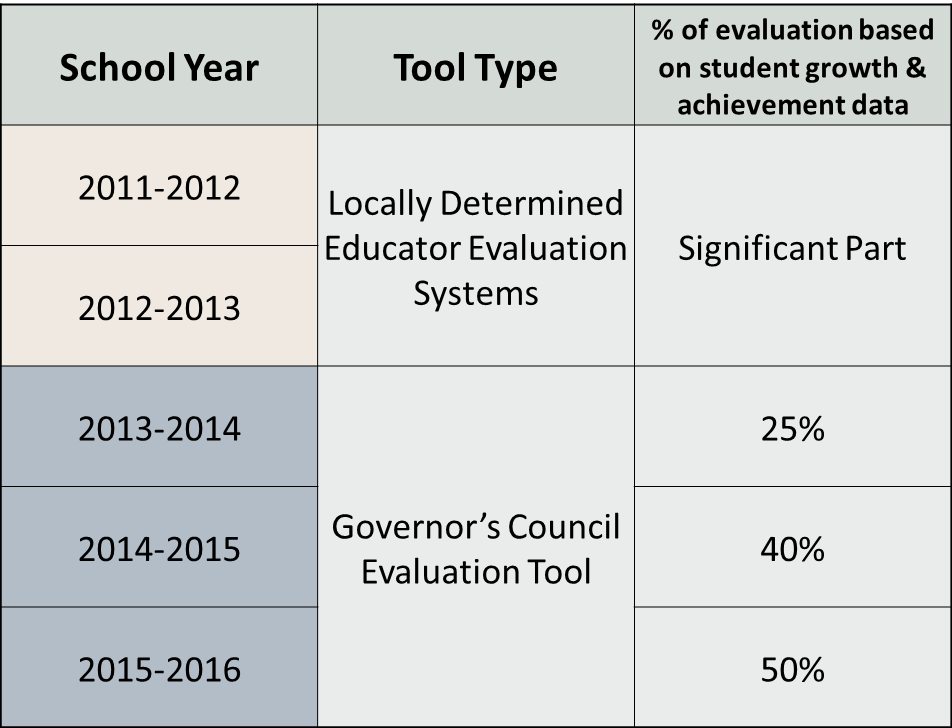 School Year
Tool Type
% of evaluation based
on student growth &
achievement data
2011-2012
Locally Determined
Educator Evaluation
Systems
Significant Part
2012-2013
2013-2014
Governor’s Council
Evaluation Tool
25%
2014-2015
40%
2015-2016
50%